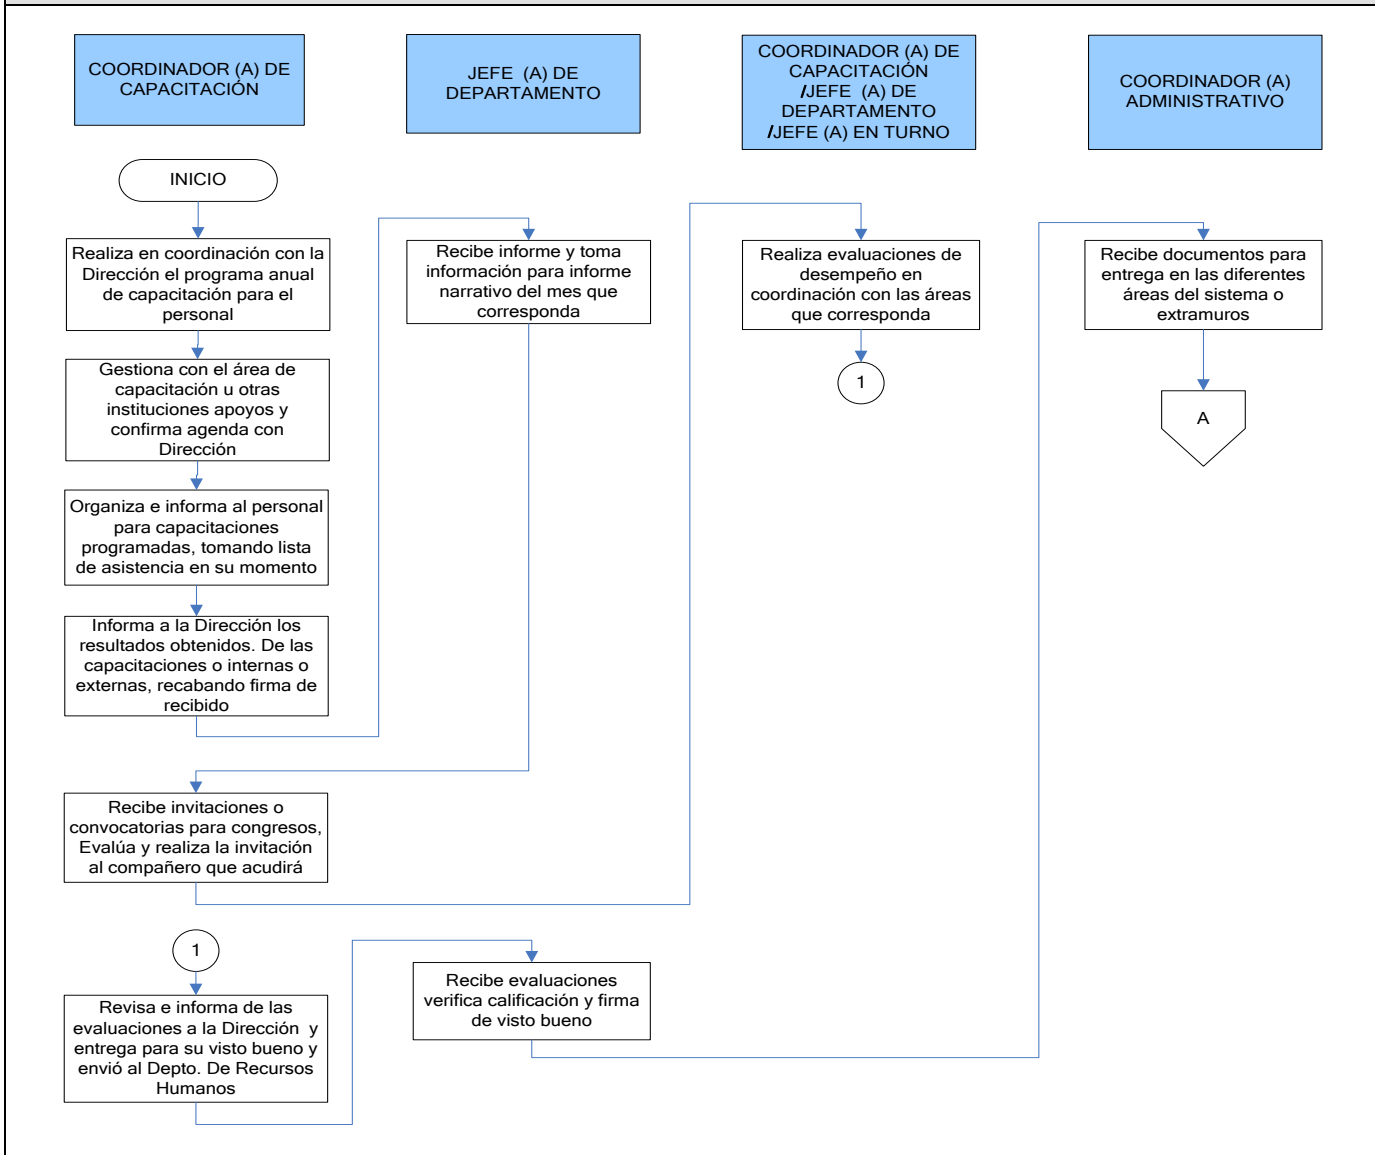 COORDINADOR (A) DE
CAPACITACIÓN
JEFE (A) DE
DEPARTAMENTO
COORDINADOR (A) DE
CAPACITACIÓN
/JEFE (A) DE
DEPARTAMENTO
/JEFE (A) EN TURNO
COORDINADOR (A)
ADMINISTRATIVO
INICIO
Realiza en coordinación con la
Dirección el programa anual
de capacitación para el
personal
Gestiona con el área de
capacitación u otras
instituciones apoyos y
confirma agenda con
Dirección
Organiza e informa al personal
para capacitaciones
programadas, tomando lista
de asistencia en su momento
Informa a la Dirección los
resultados obtenidos. De las
capacitaciones o internas o
externas, recabando firma de
recibido
Recibe informe y toma
información para informe
narrativo del mes que
corresponda
Recibe invitaciones o
convocatorias para congresos,
Evalúa y realiza la invitación
al compañero que acudirá
Realiza evaluaciones de
desempeño en
coordinación con las áreas
que corresponda
1
1
Revisa e informa de las
evaluaciones a la Dirección y
entrega para su visto bueno y
envió al Depto. De Recursos
Humanos
Recibe evaluaciones
verifica calificación y firma
de visto bueno
Recibe documentos para
entrega en las diferentes
áreas del sistema o
extramuros
A